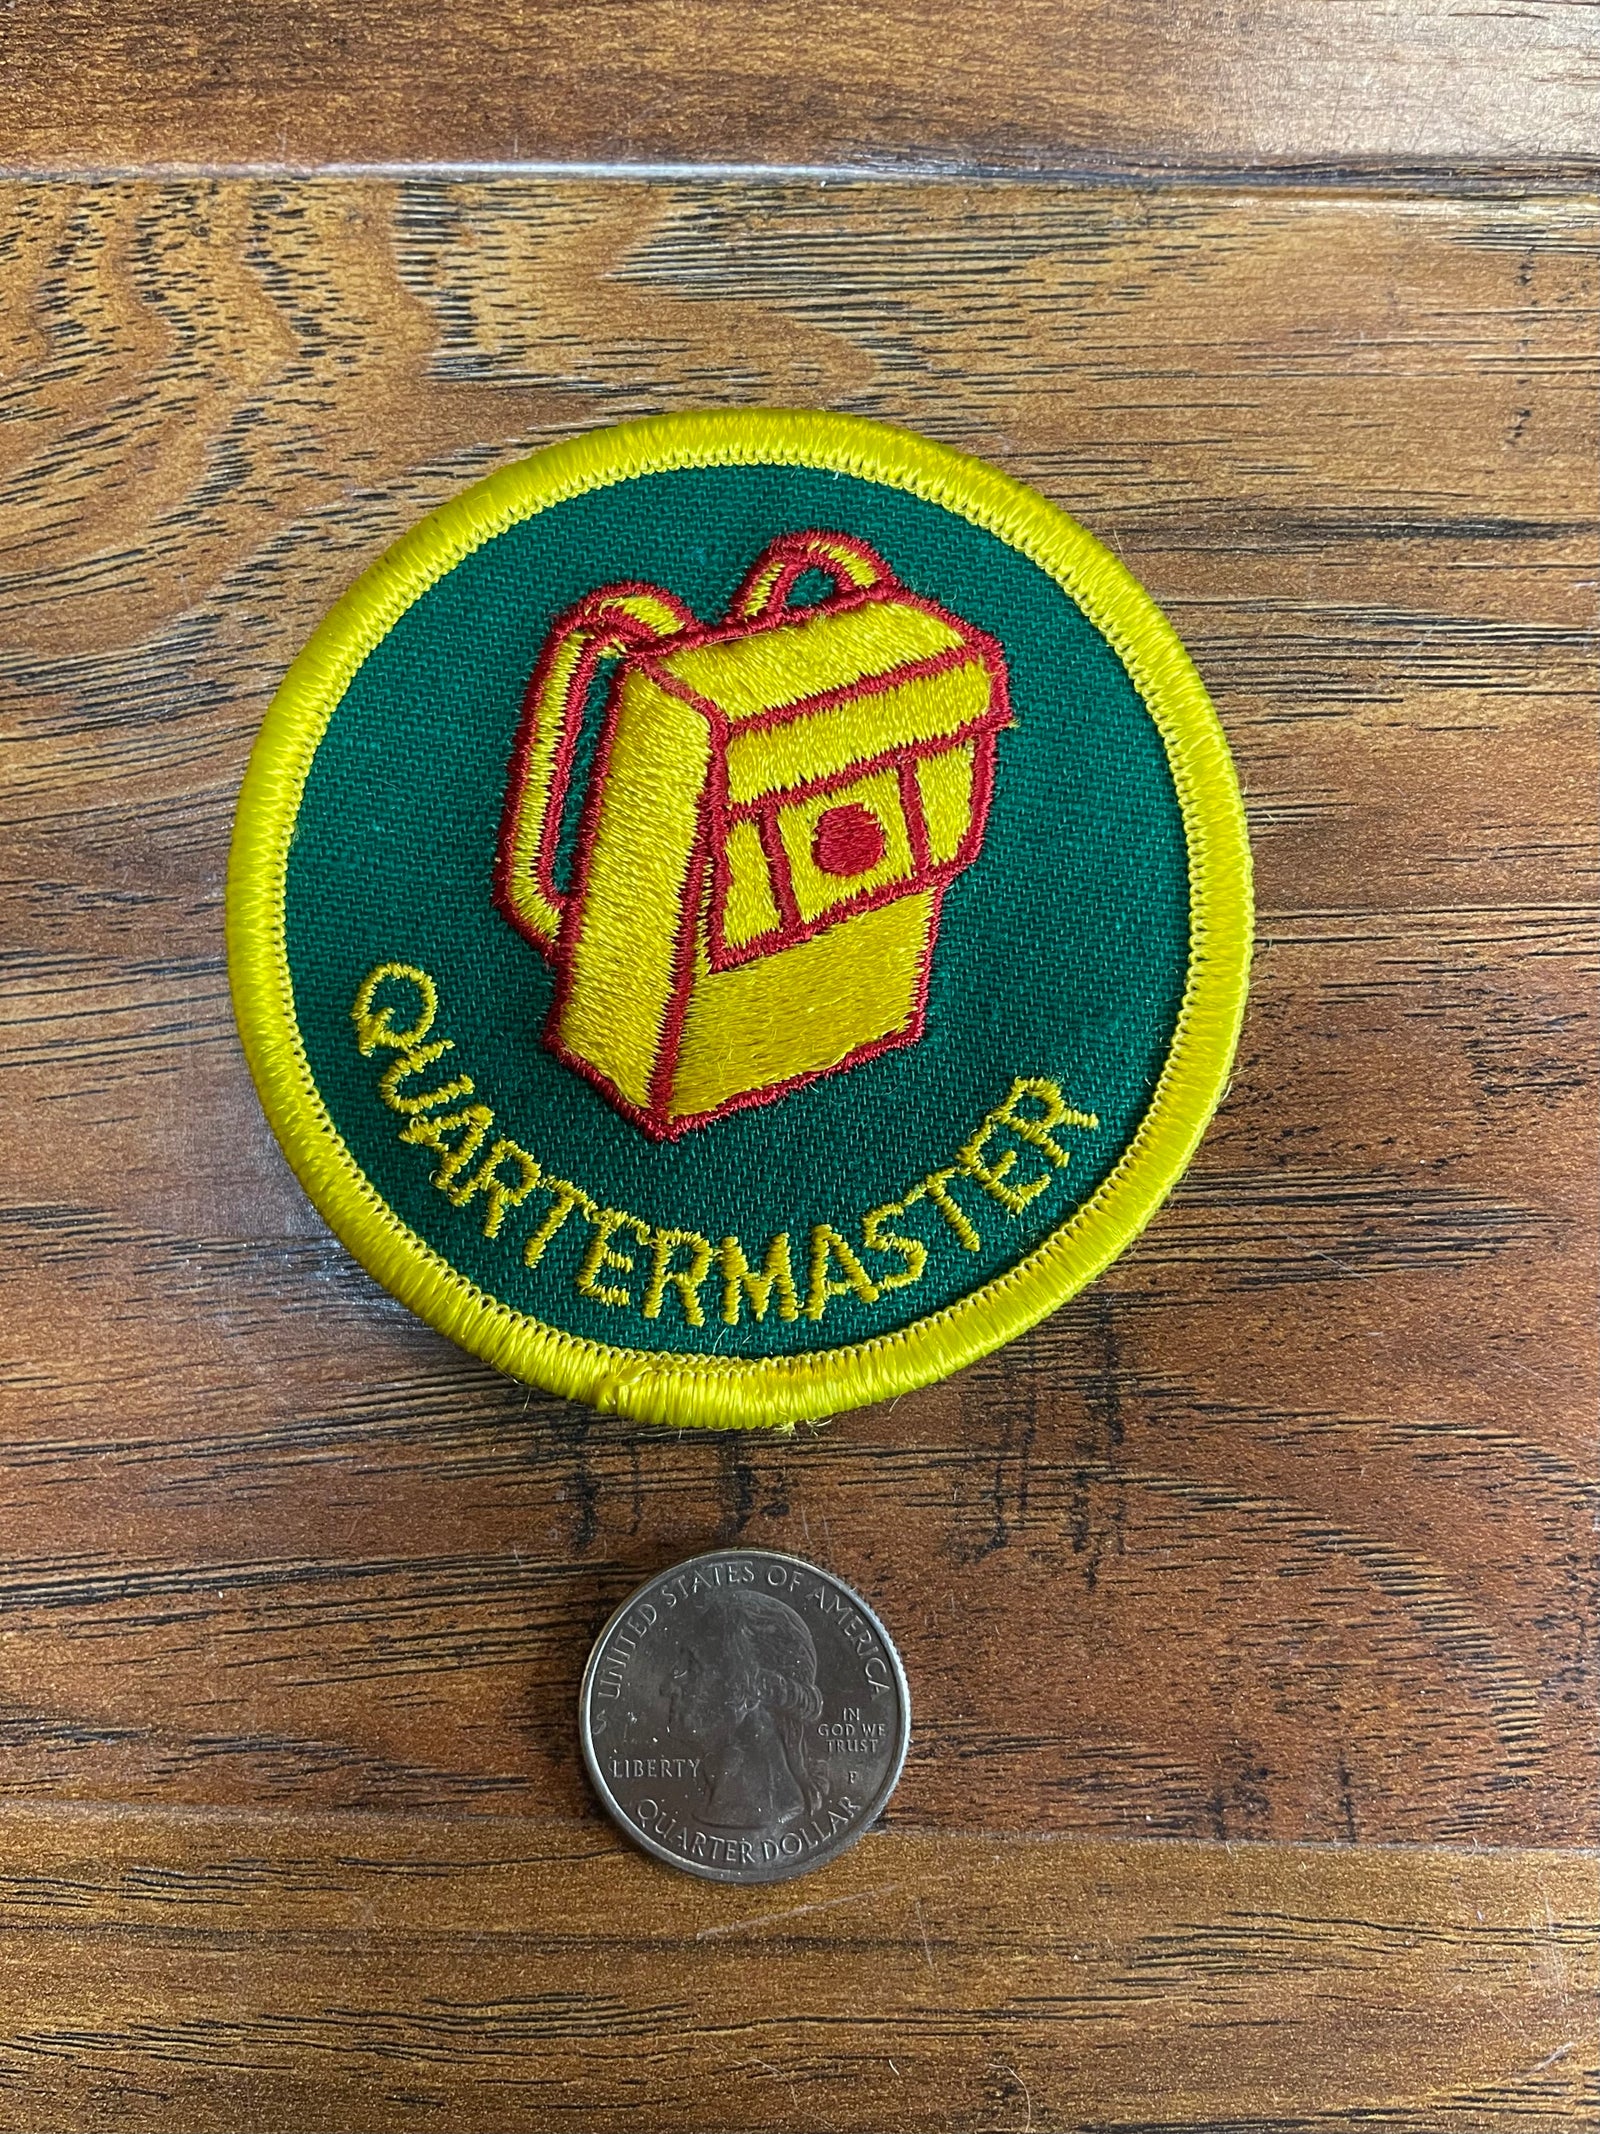 QUARTERMASTER
UNITED STATES OF AMERICA
IN
GOD WE
TRUST
LIBERTY
P
QUARTER DOLLAR